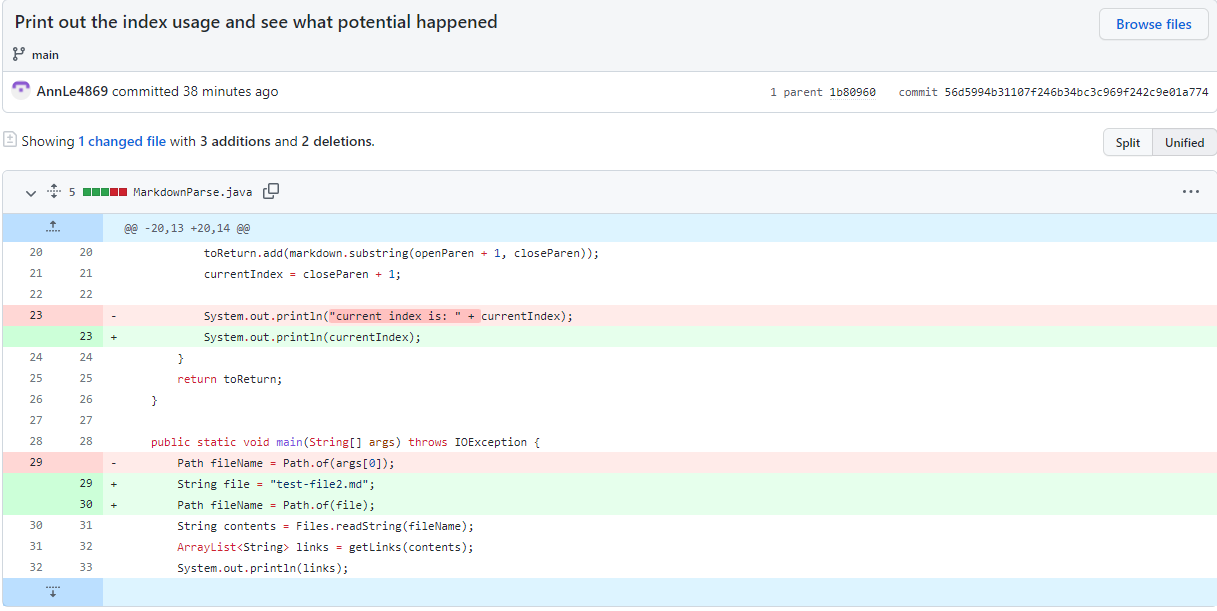 Print out the index usage and see what potential happened
Browse files
main
AnnLe4869 committed 38 minutes ago
1 parent 1b80960 commit 56d5994b31107f246b34bc3c969f242c9e01a774
Showing 1 changed file with 3 additions and 2 deletions.
Split Unified
5 MarkdownParse.java
@@ -20,13 +20,14 @@
20 20 toReturn.add(markdown.substring(openParen + 1, closeParen));
21 21 currentIndex = closeParen + 1;
22 22
23 - System.out.println("current index is: " + currentIndex);
23 + System.out.println(currentIndex);
24 24 }
25 25 return toReturn;
26 26 }
27 27
28 28 public static void main(String[] args) throws IOException {
29 - Path fileName = Path.of(args[0]);
29 + String file = "test-file2.md";
30 + Path fileName = Path.of(file);
30 31 String contents = Files.readString(fileName);
31 32 ArrayList<String> links = getLinks(contents);
32 33 System.out.println(links);